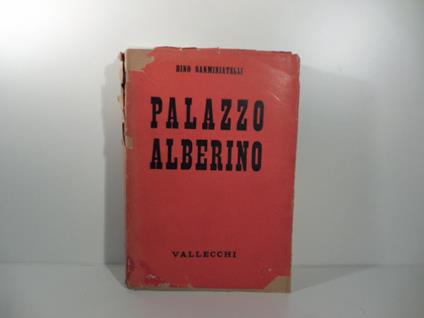 BINO SANMINIATELLI
PALAZZO
ALBERINO
VALLECCHI